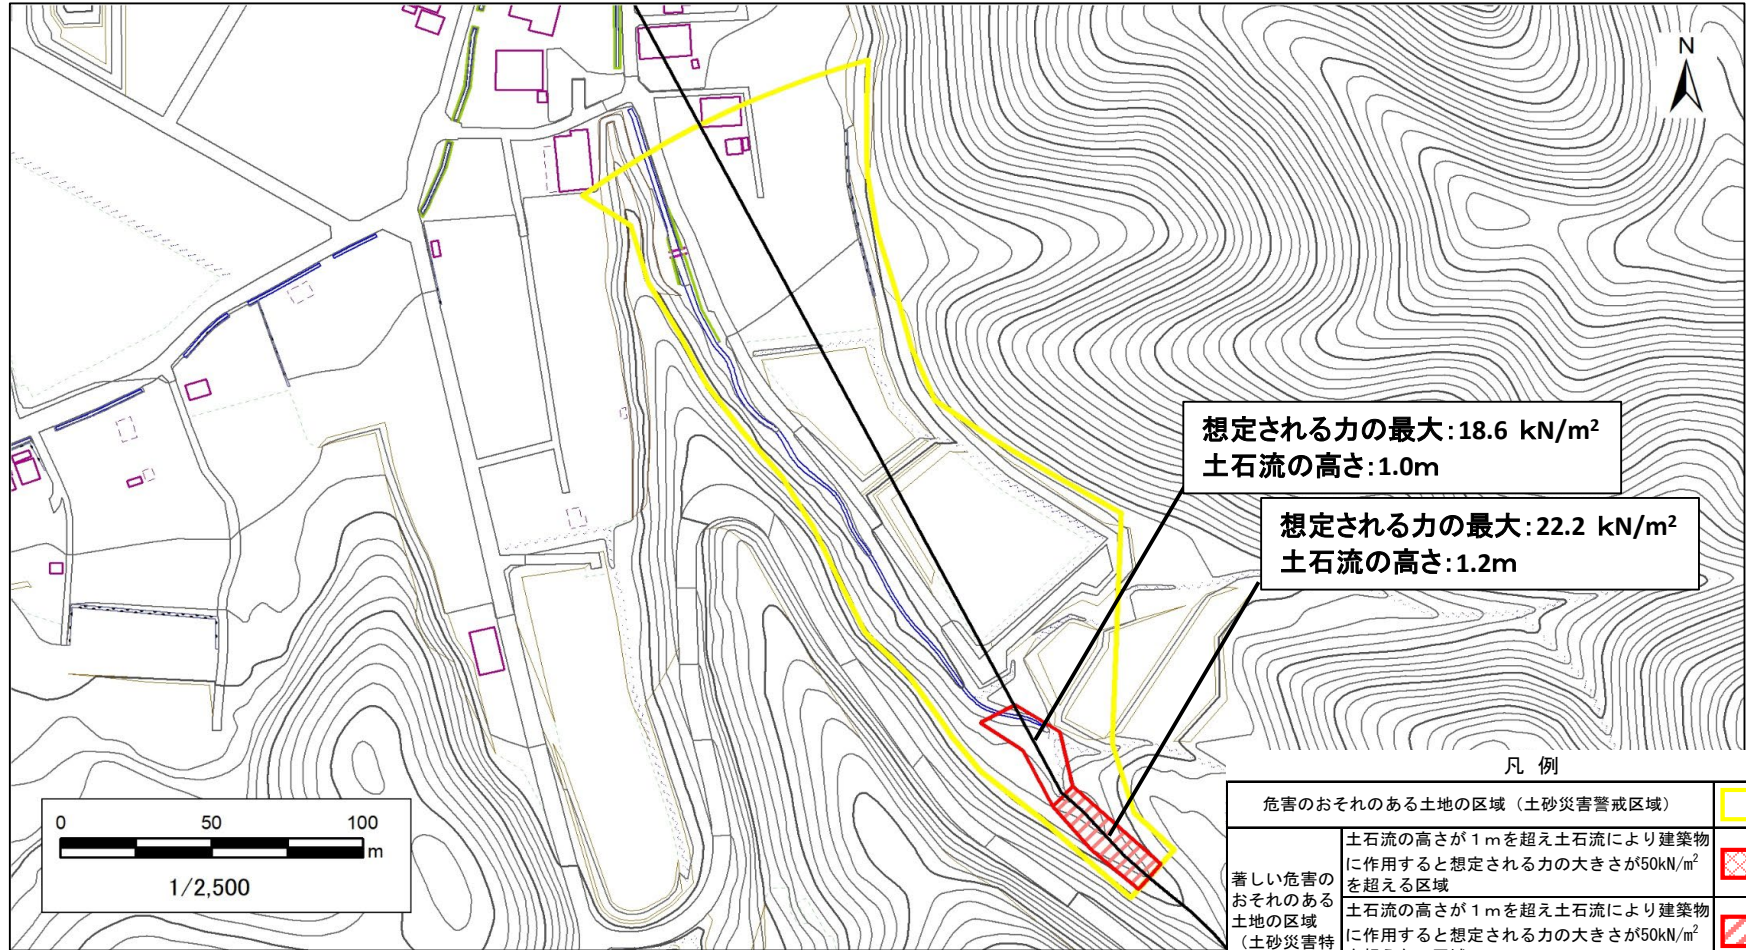 N
想定される力の最大:18.6 kN/m²
土石流の高さ:1.0m
想定される力の最大:22.2 kN/m²
土石流の高さ:1.2m
0 50 100
m
1/2,500
凡 例
危害のおそれのある土地の区域（土砂災害警戒区域）
著しい危害の
おそれのある
土地の区域
（土砂災害特
土石流の高さが１ｍを超え土石流により建築物
に作用すると想定される力の大きさが50kN/㎡
を超える区域
土石流の高さが１ｍを超え土石流により建築物
に作用すると想定される力の大きさが50kN/㎡